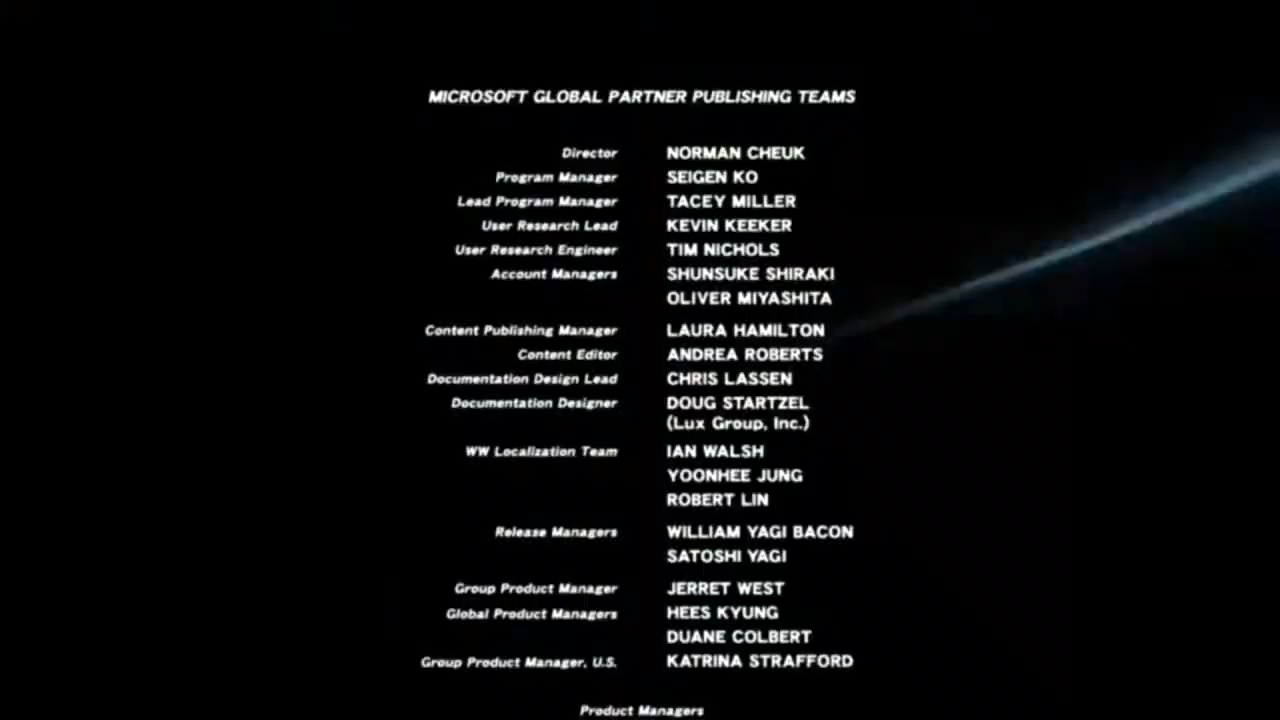 MICROSOFT GLOBAL PARTNER PUBLISHING TEAMS
Director NORMAN CHEUK
Program Manager SEIGEN KO
Lead Program Manager TACEY MILLER
User Research Lead KEVIN KEEKER
User Research Engineer TIM NICHOLS
Account Managers SHUNSUKE SHIRAKI
OLIVER MIYASHITA
Content Publishing Manager LAURA HAMILTON
Content Editor ANDREA ROBERTS
Documentation Design Lead CHRIS LASSEN
Documentation Designer DOUG STARTZEL
(Lux Group, Inc.)
WW Localization Team IAN WALSH
YOONHEE JUNG
ROBERT LIN
Release Managers WILLIAM YAGI BACON
SATOSHI YAGI
Group Product Manager JERRET WEST
Global Product Managers HEES KYUNG
DUANE COLBERT
Group Product Manager, U.S. KATRINA STRAFFORD
Product Managers